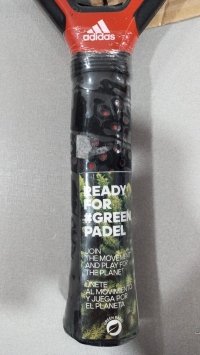 adidas
READY
FOR
#GREEN
PADEL
JOIN
THE MOVEMENT
AND PLAY FOR
THE PLANET
ÚNETE
AL MOVIMIENTO
Y JUEGA POR
EL PLANETA